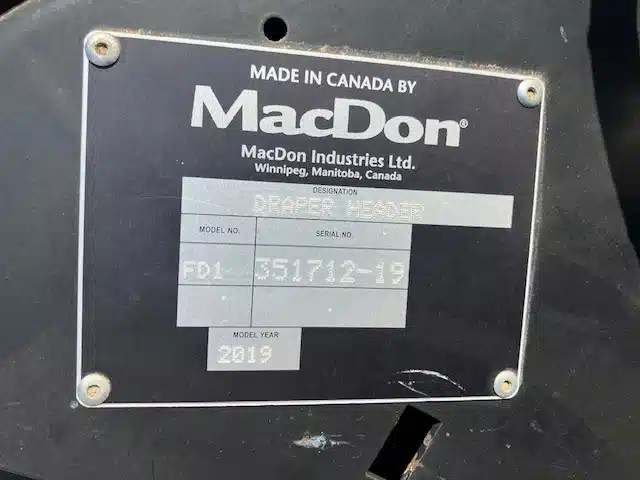 MADE IN CANADA BY
MacDon®
MacDon Industries Ltd.
Winnipeg, Manitoba, Canada
DESIGNATION
DRAPER HEADER
MODEL NO. SERIAL NO.
FD1 351712-19
MODEL YEAR
2019